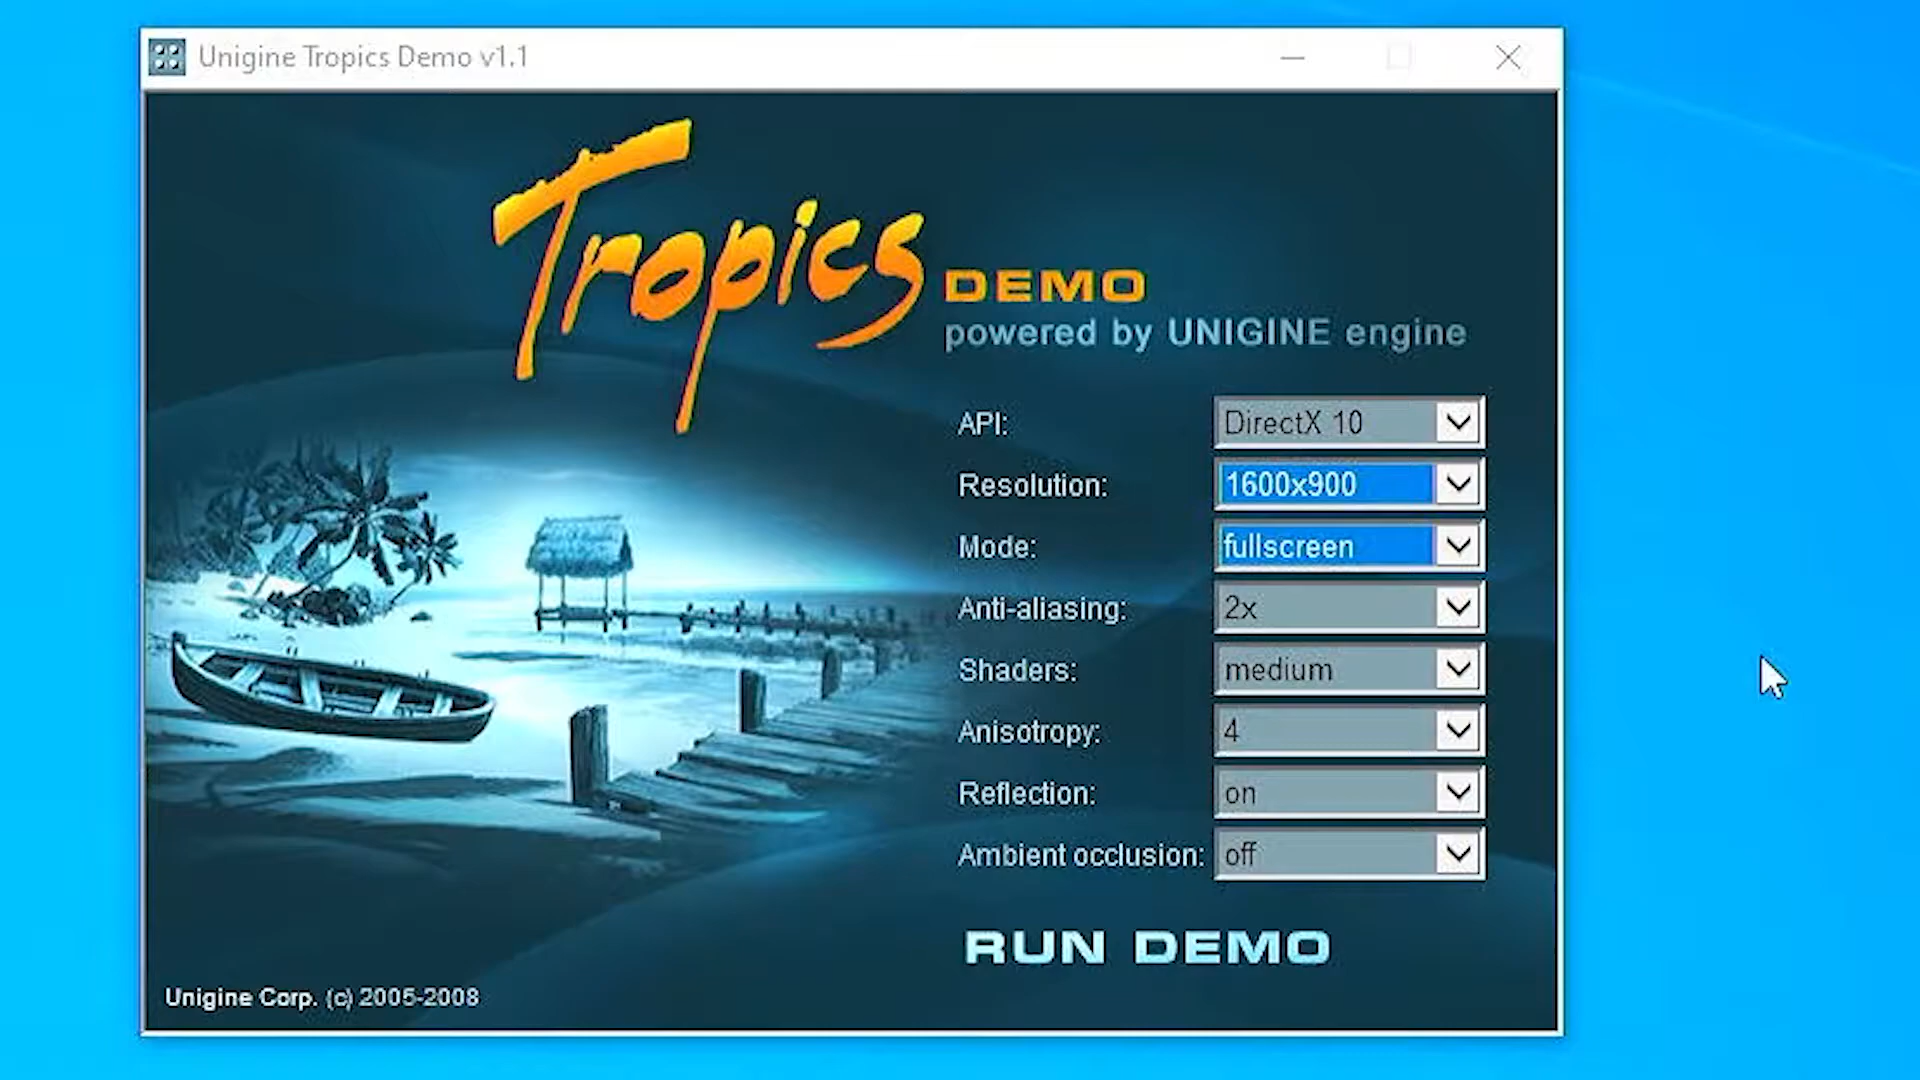 Unigine Tropics Demo v1.1
Tropics DEMO
powered by UNIGINE engine
API: DirectX 10
Resolution: 1600x900
Mode: fullscreen
Anti-aliasing: 2x
Shaders: medium
Anisotropy: 4
Reflection: on
Ambient occlusion: off
RUN DEMO
Unigine Corp. (c) 2005-2008